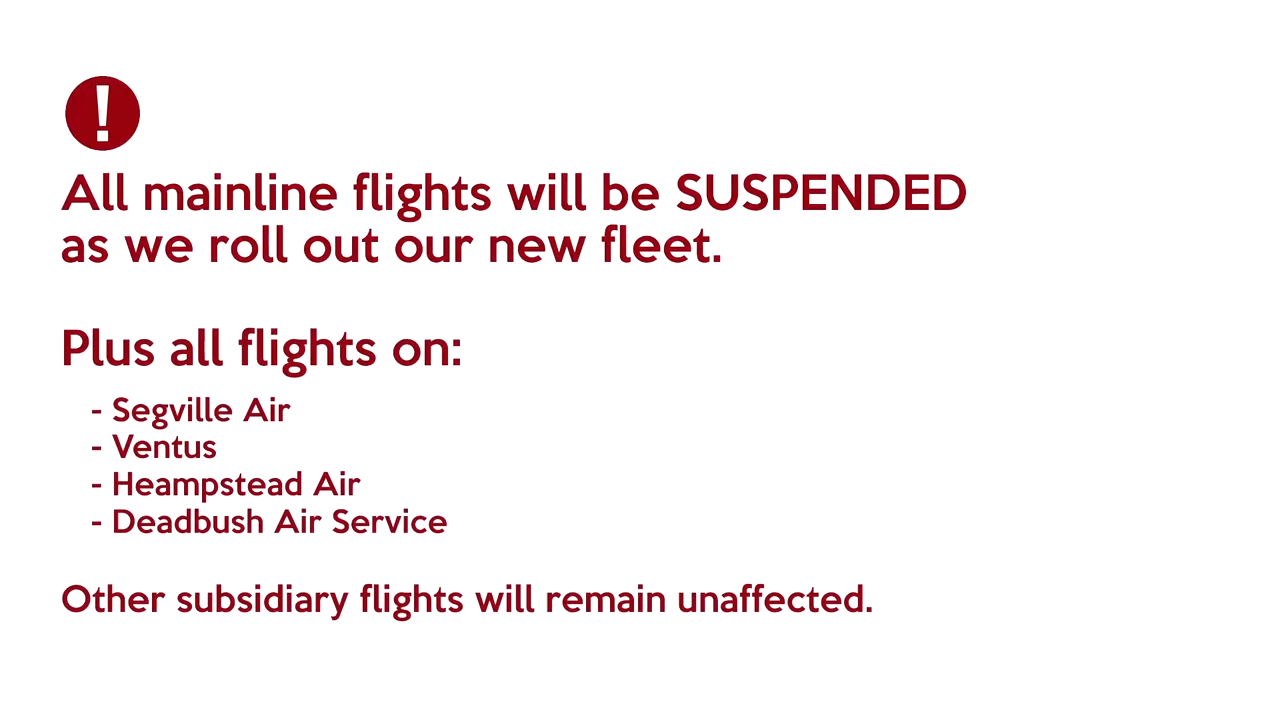 !
All mainline flights will be SUSPENDED
as we roll out our new fleet.
Plus all flights on:
- Segville Air
- Ventus
- Heampstead Air
- Deadbush Air Service
Other subsidiary flights will remain unaffected.